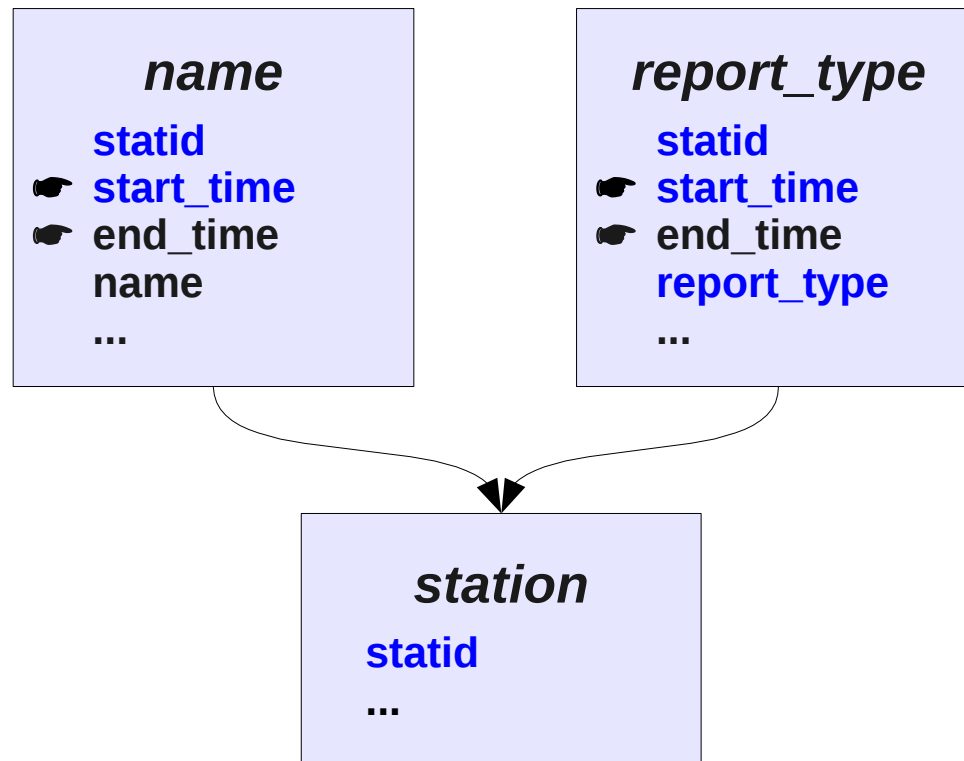 name
statid
start_time
end_time
name
...
report_type
statid
start_time
end_time
report_type
...
station
statid
...